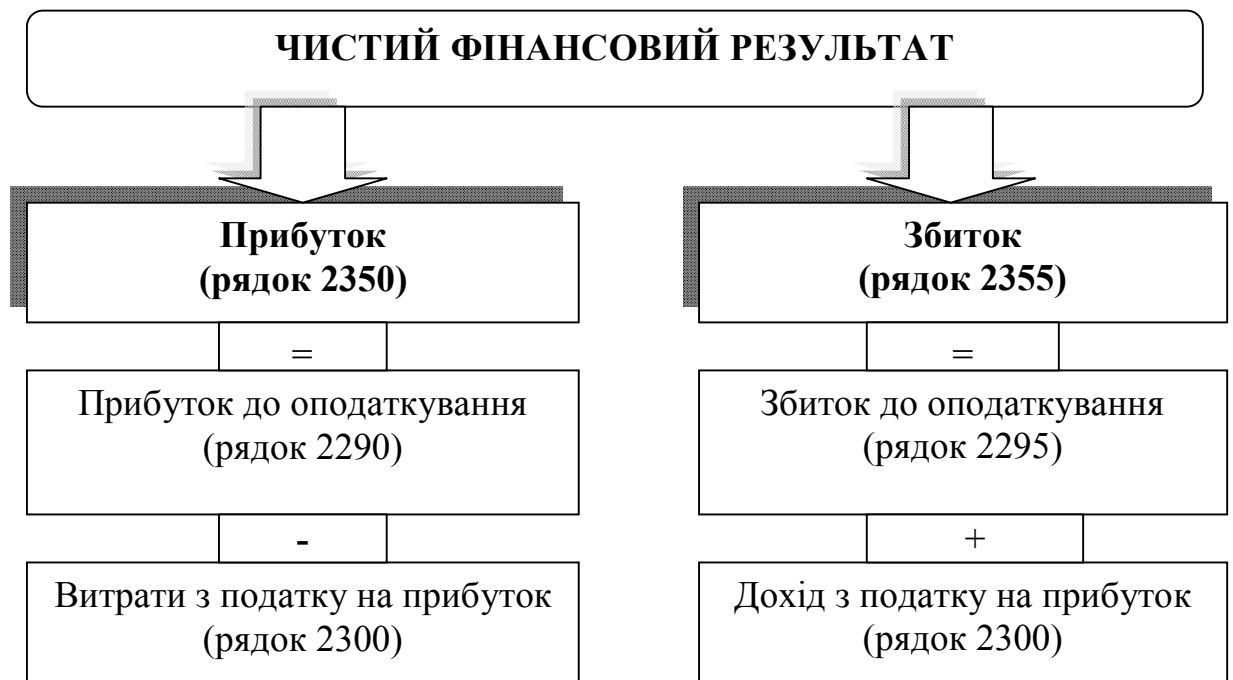 ЧИСТИЙ ФІНАНСОВИЙ РЕЗУЛЬТАТ
Прибуток
(рядок 2350)
=
Прибуток до оподаткування
(рядок 2290)
-
Витрати з податку на прибуток
(рядок 2300)
Збиток
(рядок 2355)
=
Збиток до оподаткування
(рядок 2295)
+
Дохід з податку на прибуток
(рядок 2300)